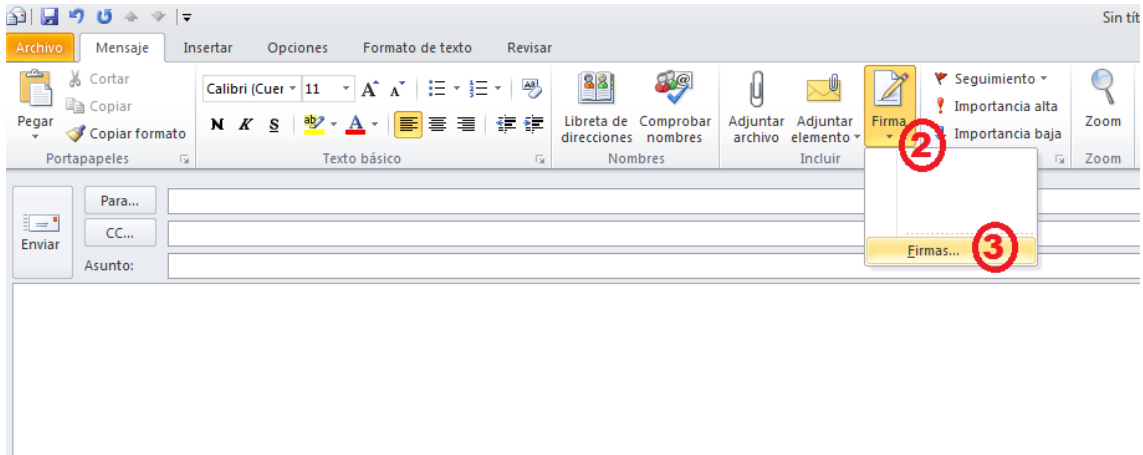 Sin tít
Archivo Mensaje Insertar Opciones Formato de texto Revisar
Pegar
Cortar
Copiar
Copiar formato
Portapapeles
Calibri (Cuer 11 A A
N K S ab A
Texto básico
Libreta de direcciones
Comprobar nombres
Nombres
Adjuntar archivo
Adjuntar elemento
Firma
Incluir
2
Seguimiento
Importancia alta
Importancia baja
Zoom
Zoom
Firmas... 3
Enviar
Para...
CC...
Asunto: